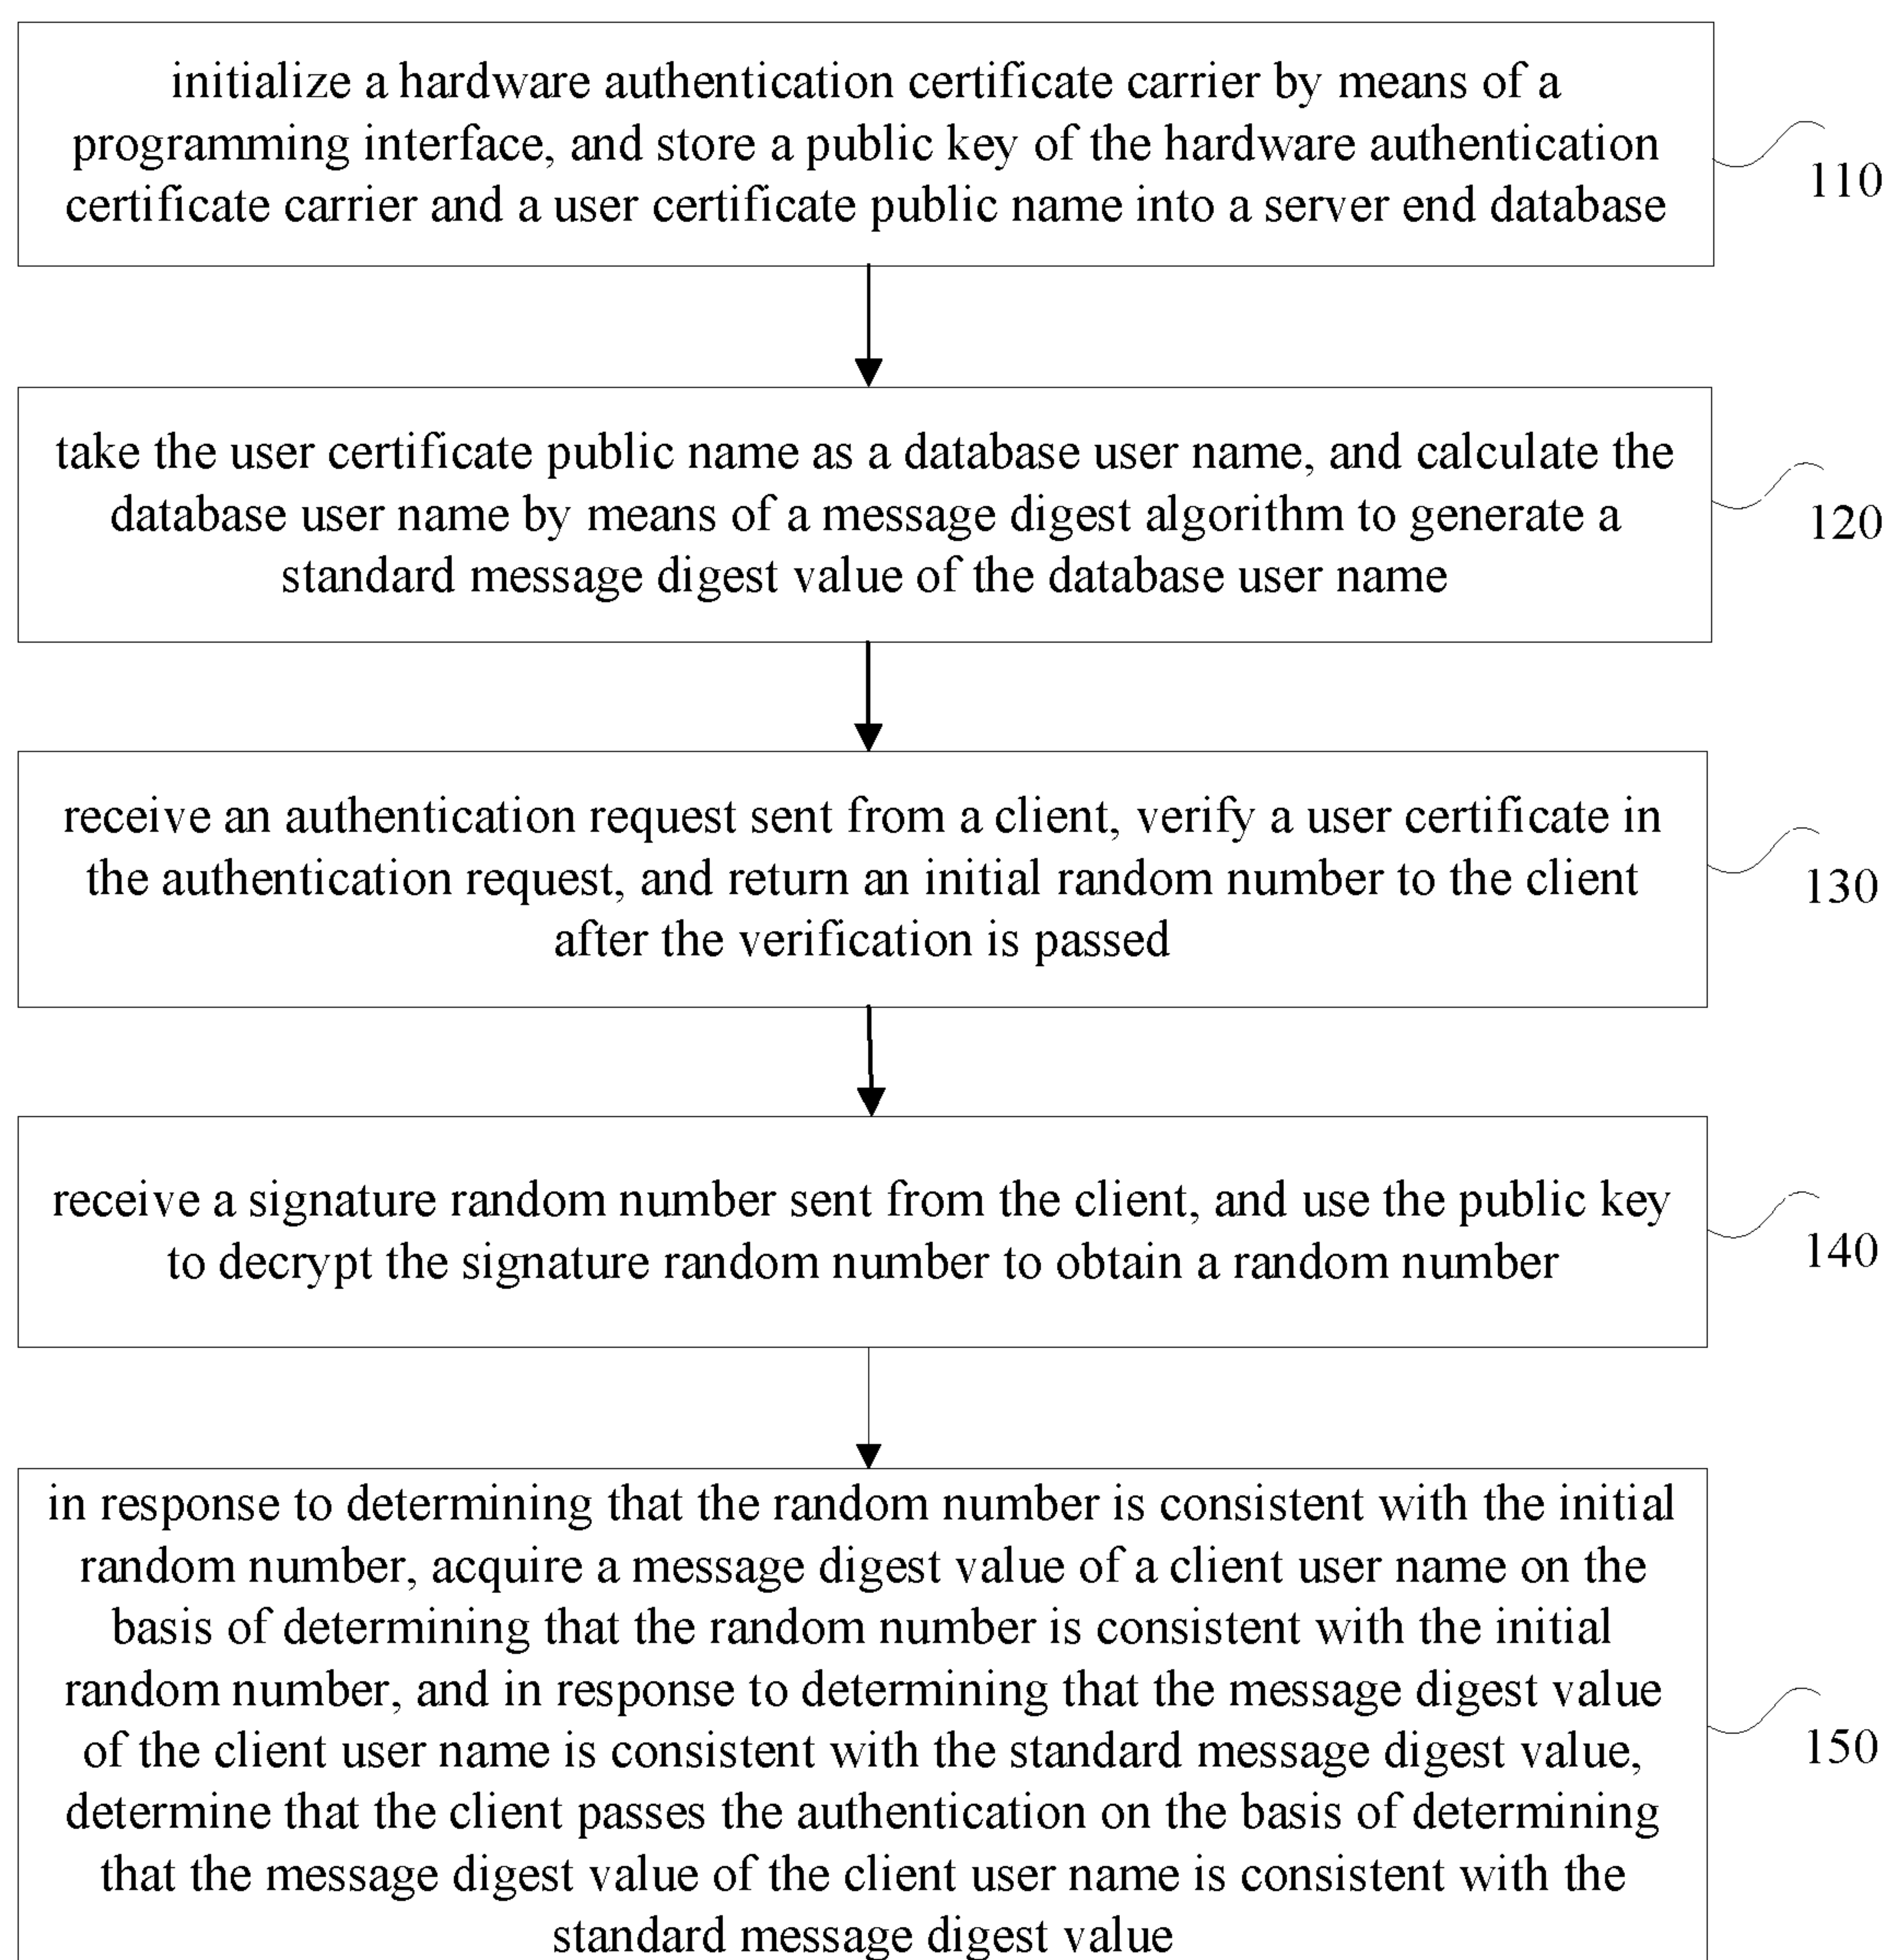 initialize a hardware authentication certificate carrier by means of a
programming interface, and store a public key of the hardware authentication
certificate carrier and a user certificate public name into a server end database
110
take the user certificate public name as a database user name, and calculate the
database user name by means of a message digest algorithm to generate a
standard message digest value of the database user name
120
receive an authentication request sent from a client, verify a user certificate in
the authentication request, and return an initial random number to the client
after the verification is passed
130
receive a signature random number sent from the client, and use the public key
to decrypt the signature random number to obtain a random number
140
in response to determining that the random number is consistent with the initial
random number, acquire a message digest value of a client user name on the
basis of determining that the random number is consistent with the initial
random number, and in response to determining that the message digest value
of the client user name is consistent with the standard message digest value,
determine that the client passes the authentication on the basis of determining
that the message digest value of the client user name is consistent with the
standard message digest value
150